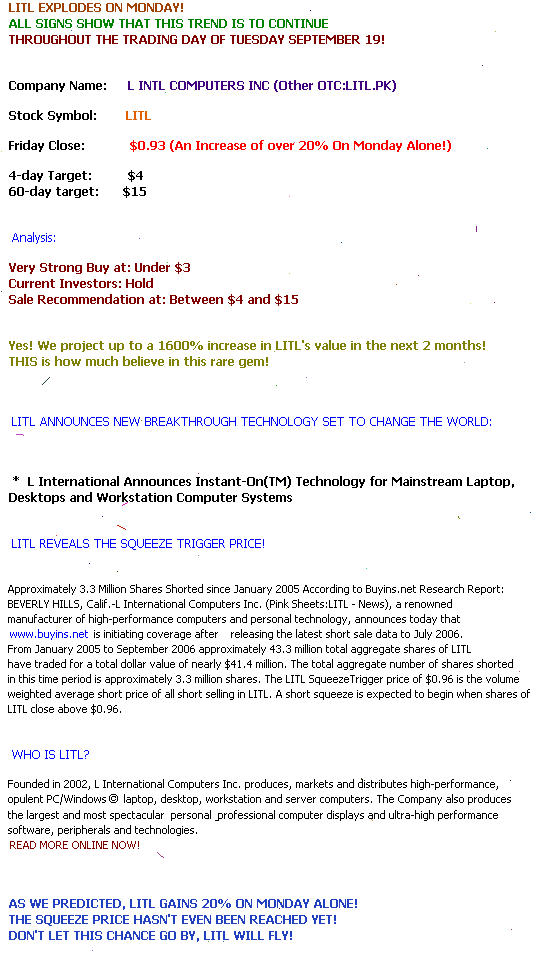 LITL EXPLODES ON MONDAY!
ALL SIGNS SHOW THAT THIS TREND IS TO CONTINUE
THROUGHOUT THE TRADING DAY OF TUESDAY SEPTEMBER 19!
Company Name: L INTL COMPUTERS INC (Other OTC:LITL.PK)
Stock Symbol: LITL
Friday Close: $0.93 (An Increase of over 20% On Monday Alone!)
4-day Target: $4
60-day target: $15
Analysis:
Very Strong Buy at: Under $3
Current Investors: Hold
Sale Recommendation at: Between $4 and $15
Yes! We project up to a 1600% increase in LITL's value in the next 2 months!
THIS is how much believe in this rare gem!
LITL ANNOUNCES NEW BREAKTHROUGH TECHNOLOGY SET TO CHANGE THE WORLD:
* L International Announces Instant-On(TM) Technology for Mainstream Laptop,
Desktops and Workstation Computer Systems
LITL REVEALS THE SQUEEZE TRIGGER PRICE!
Approximately 3.3 Million Shares Shorted since January 2005 According to Buyins.net Research Report:
BEVERLY HILLS, Calif.-L International Computers Inc. (Pink Sheets:LITL - News), a renowned
manufacturer of high-performance computers and personal technology, announces today that
www.buyins.net is initiating coverage after releasing the latest short sale data to July 2006.
From January 2005 to September 2006 approximately 43.3 million total aggregate shares of LITL
have traded for a total dollar value of nearly $41.4 million. The total aggregate number of shares shorted
in this time period is approximately 3.3 million shares. The LITL SqueezeTrigger price of $0.96 is the volume
weighted average short price of all short selling in LITL. A short squeeze is expected to begin when shares of
LITL close above $0.96.
WHO IS LITL?
Founded in 2002, L International Computers Inc. produces, markets and distributes high-performance,
opulent PC/Windows© laptop, desktop, workstation and server computers. The Company also produces
the largest and most spectacular personal professional computer displays and ultra-high performance
software, peripherals and technologies.
READ MORE ONLINE NOW!
AS WE PREDICTED, LITL GAINS 20% ON MONDAY ALONE!
THE SQUEEZE PRICE HASN'T EVEN BEEN REACHED YET!
DON'T LET THIS CHANCE GO BY, LITL WILL FLY!